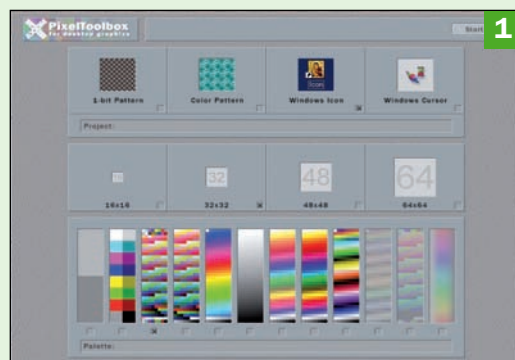 PixelToolbox
for desktop graphics
Start
1
1-bit Pattern
Color Pattern
Icon
Windows Icon
Windows Cursor
Project:
16
32
48
64
16x16
32x32
48x48
64x64
Palette: